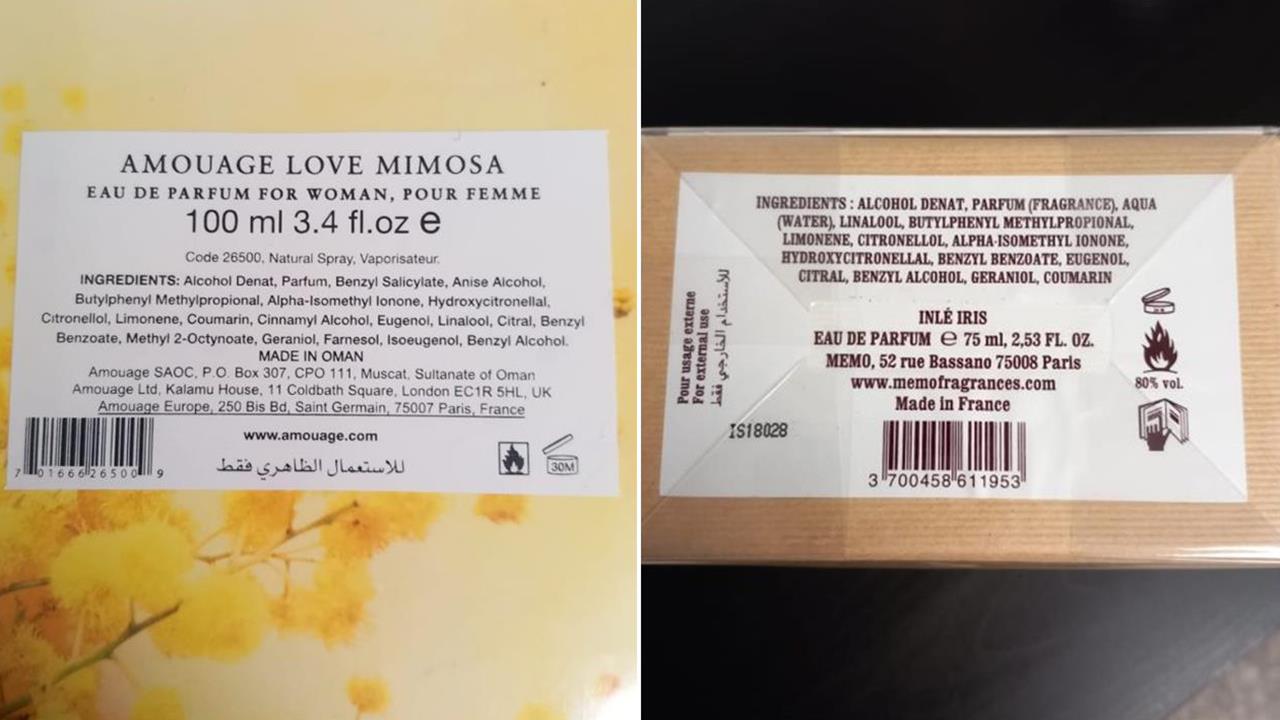 AMOUAGE LOVE MIMOSA
EAU DE PARFUM FOR WOMAN, POUR FEMME
100 ml 3.4 fl.oz e
Code 26500, Natural Spray, Vaporisateur.
INGREDIENTS: Alcohol Denat, Parfum, Benzyl Salicylate, Anise Alcohol,
Butylphenyl Methylpropional, Alpha-Isomethyl Ionone, Hydroxycitronellal,
Citronellol, Limonene, Coumarin, Cinnamyl Alcohol, Eugenol, Linalool, Citral, Benzyl
Benzoate, Methyl 2-Octynoate, Geraniol, Farnesol, Isoeugenol, Benzyl Alcohol.
MADE IN OMAN
Amouage SAOC, P.O. Box 307, CPO 111, Muscat, Sultanate of Oman
Amouage Ltd, Kalamu House, 11 Coldbath Square, London EC1R 5HL, UK
Amouage Europe, 250 Bis Bd, Saint Germain, 75007 Paris, France
www.amouage.com
للاستعمال الظاهري فقط
30M
7 01666 26500 9
INGREDIENTS : ALCOHOL DENAT, PARFUM (FRAGRANCE), AQUA
(WATER), LINALOOL, BUTYLPHENYL METHYLPROPIONAL,
LIMONENE, CITRONELLOL, ALPHA-ISOMETHYL IONONE,
HYDROXYCITRONELLAL, BENZYL BENZOATE, EUGENOL,
CITRAL, BENZYL ALCOHOL, GERANIOL, COUMARIN
Pour usage externe
For external use
للاستخدام الخارجي فقط
INLÉ IRIS
EAU DE PARFUM e 75 ml, 2,53 FL. OZ.
MEMO, 52 rue Bassano 75008 Paris
www.memofragrances.com
Made in France
80% vol.
IS18028
3 700458 611953